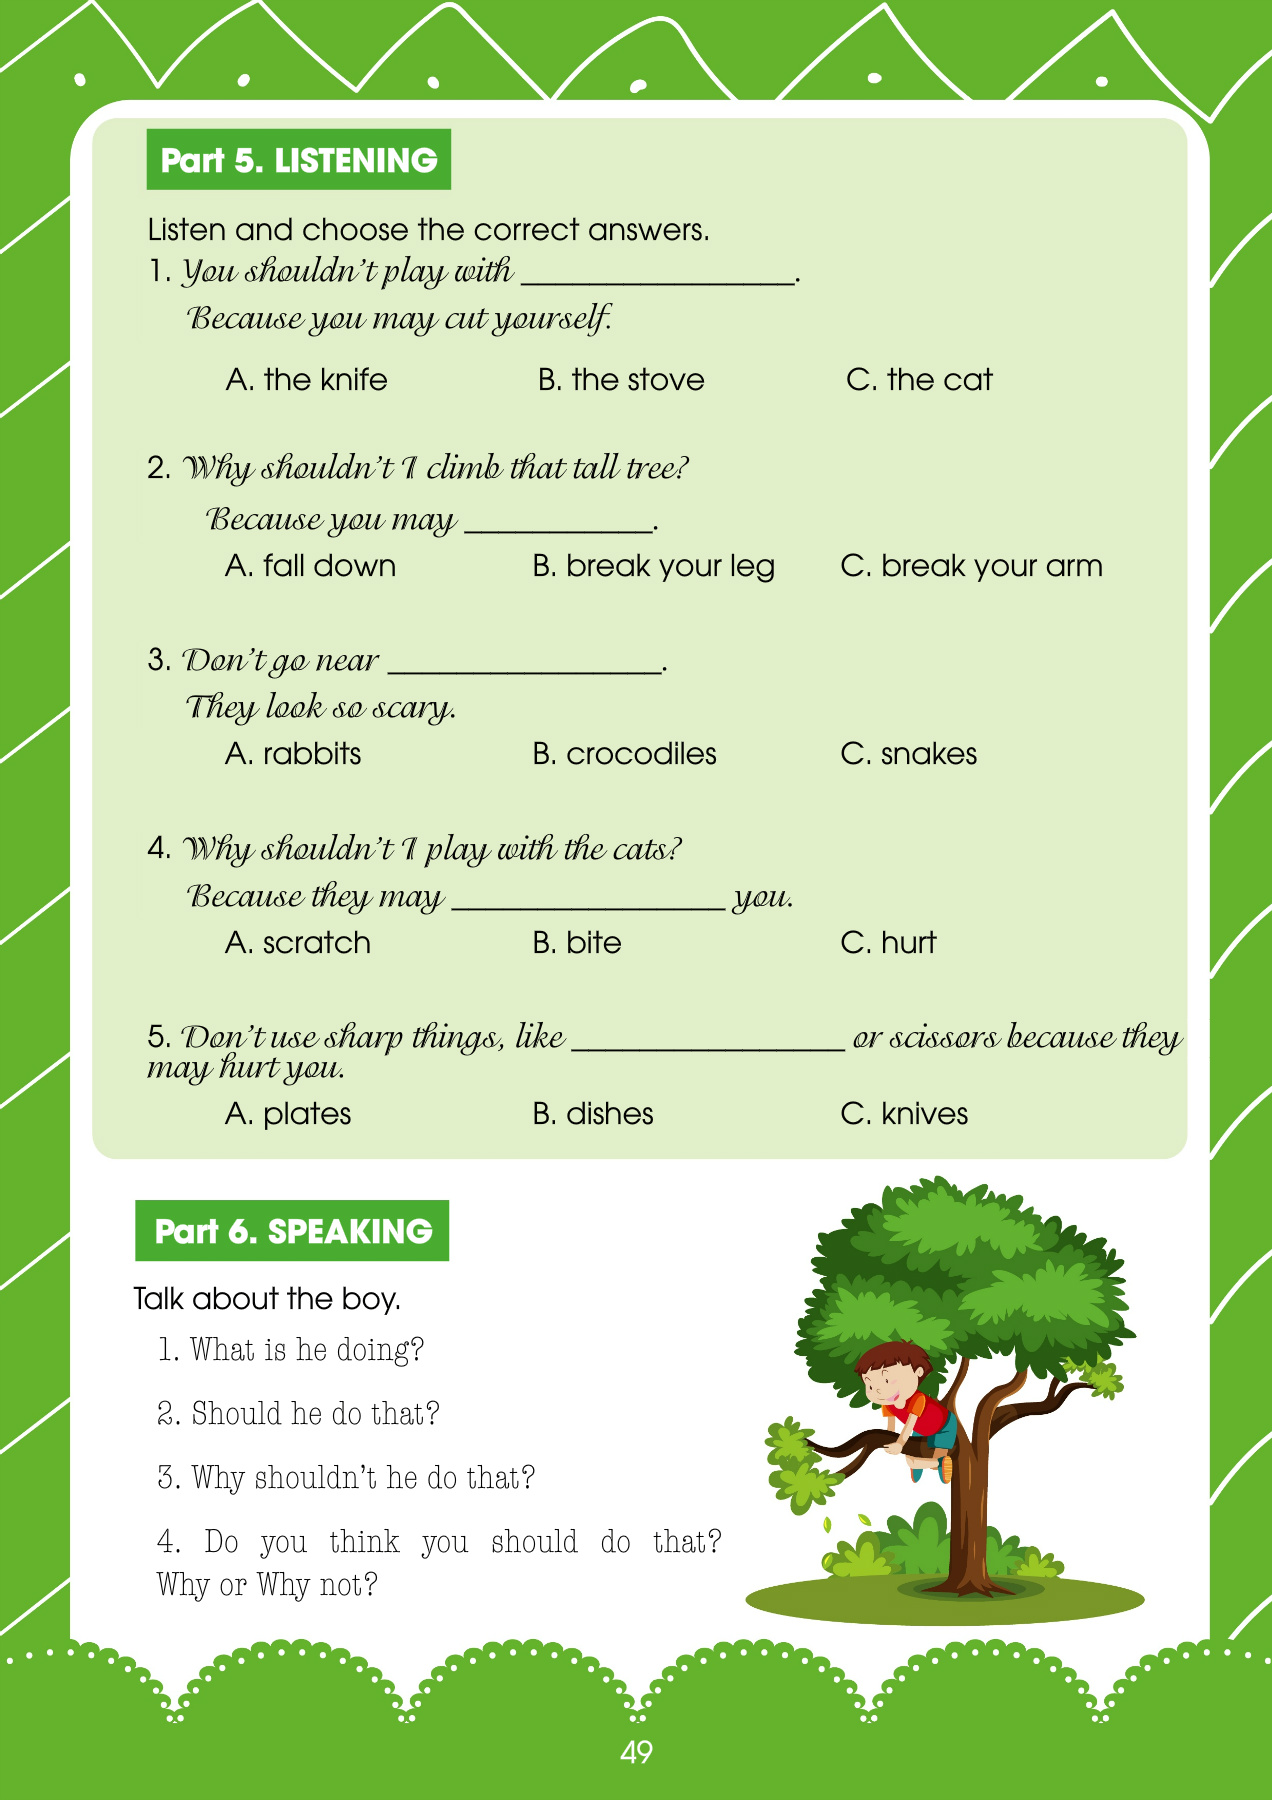 Part 5. LISTENING
Listen and choose the correct answers.
1. You shouldn't play with ________________.
Because you may cut yourself.
A. the knife B. the stove C. the cat
2. Why shouldn't I climb that tall tree?
Because you may ___________.
A. fall down B. break your leg C. break your arm
3. Don't go near ________________.
They look so scary.
A. rabbits B. crocodiles C. snakes
4. Why shouldn't I play with the cats?
Because they may ________________ you.
A. scratch B. bite C. hurt
5. Don't use sharp things, like ________________ or scissors because they
may hurt you.
A. plates B. dishes C. knives
Part 6. SPEAKING
Talk about the boy.
1. What is he doing?
2. Should he do that?
3. Why shouldn't he do that?
4. Do you think you should do that?
Why or Why not?
49